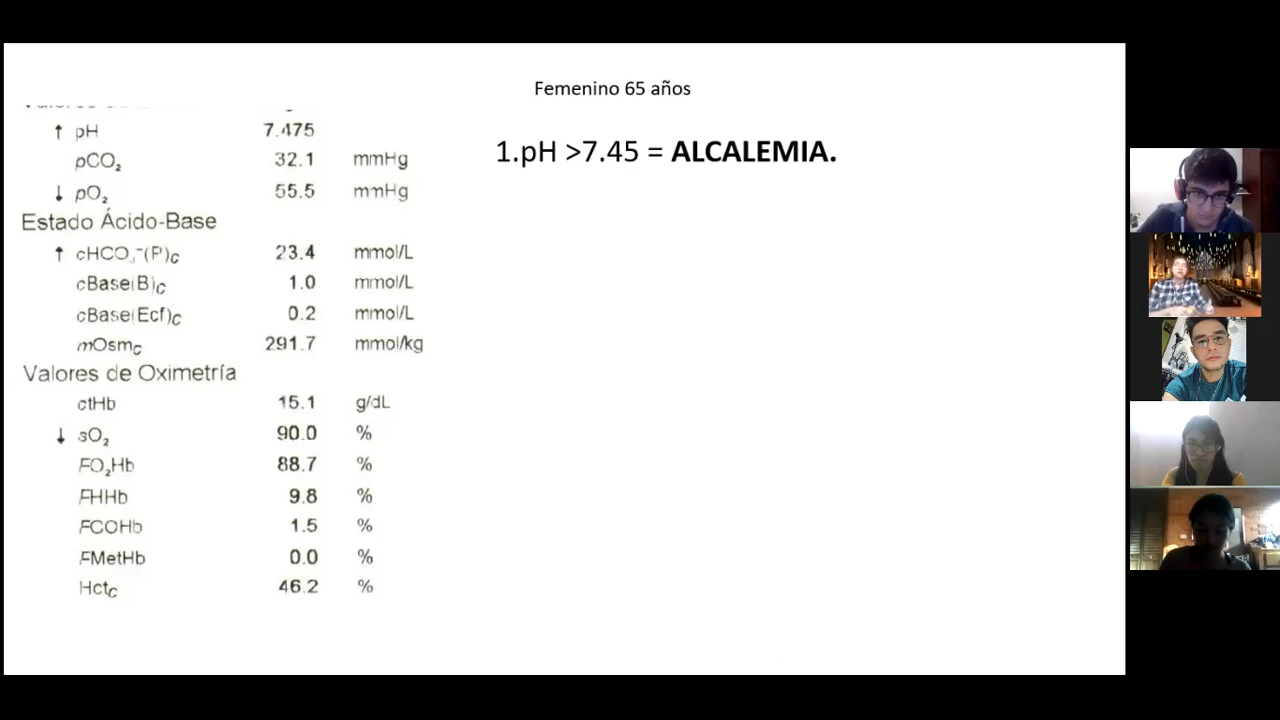 Femenino 65 años
1.pH >7.45 = ALCALEMIA.
↑ pH 7.475
pCO₂ 32.1 mmHg
↓ pO₂ 55.5 mmHg
Estado Ácido-Base
↑ cHCO₃⁻(P)c 23.4 mmol/L
cBase(B)c 1.0 mmol/L
cBase(Ecf)c 0.2 mmol/L
mOsmc 291.7 mmol/kg
Valores de Oximetría
ctHb 15.1 g/dL
↓ sO₂ 90.0 %
FO₂Hb 88.7 %
FHHb 9.8 %
FCOHb 1.5 %
FMetHb 0.0 %
Hctc 46.2 %